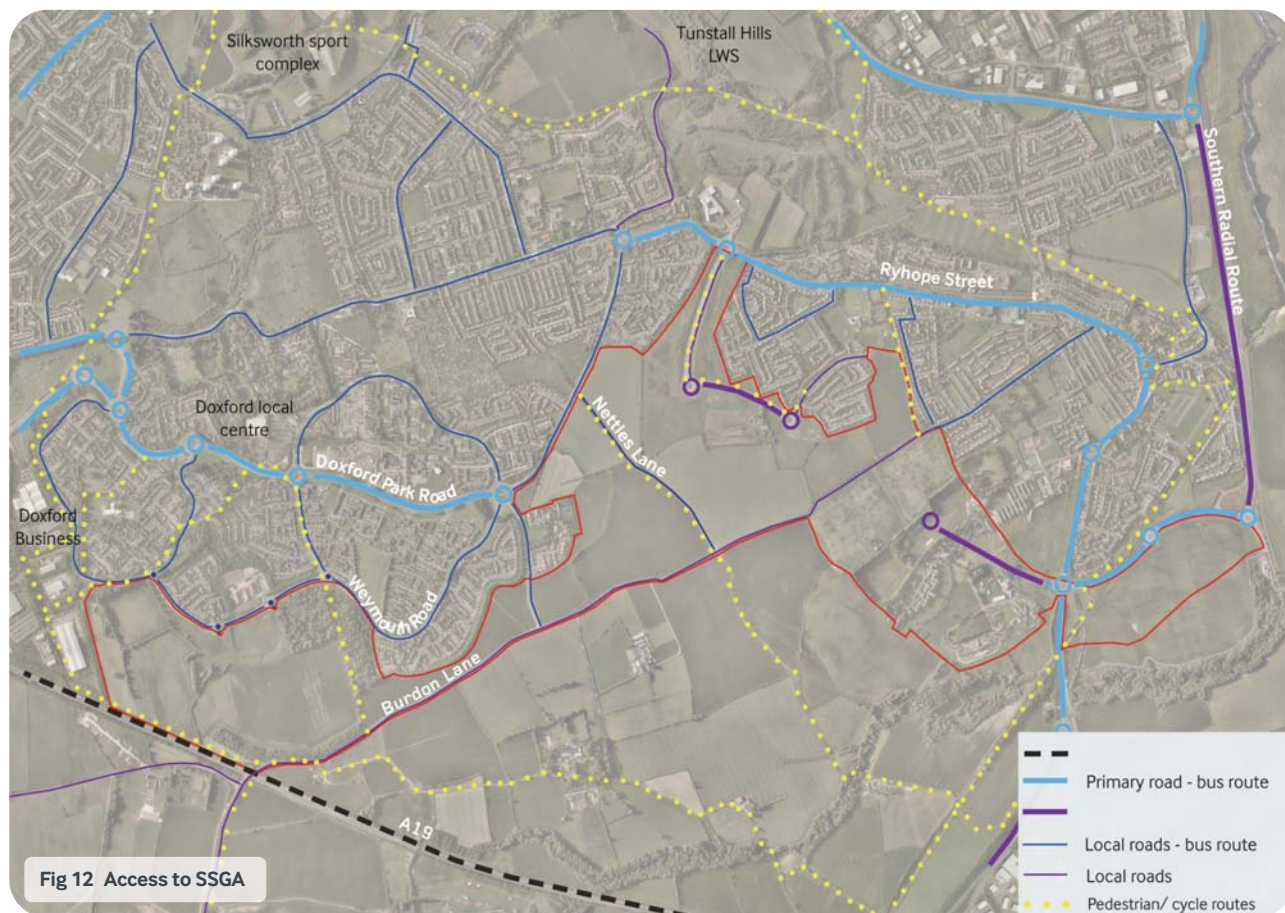 Silksworth sport
complex
Tunstall Hills
LWS
Southern Radial Route
Ryhope Street
Doxford local
centre
Nettles Lane
Doxford Park Road
Doxford
Business
Weymouth Road
Burdon Lane
A19
Primary road - bus route
Local roads - bus route
Local roads
Pedestrian/ cycle routes
Fig 12 Access to SSGA